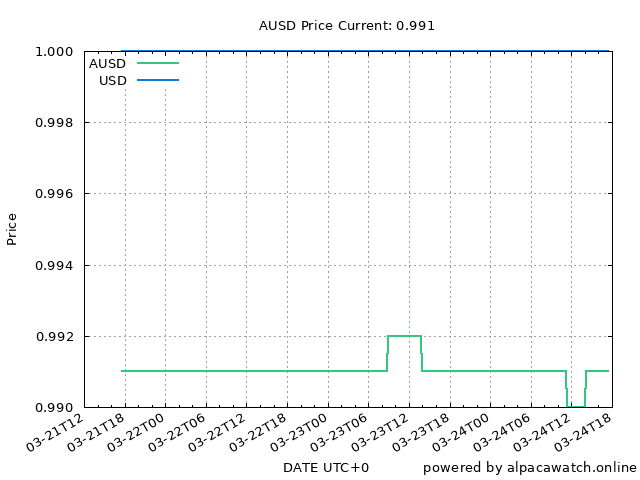 AUSD Price Current: 0.991
1.000
AUSD
USD
0.998
0.996
Price
0.994
0.992
0.990
03-21T12
03-21T18
03-22T00
03-22T06
03-22T12
03-22T18
03-23T00
03-23T06
03-23T12
03-23T18
03-24T00
03-24T06
03-24T12
03-24T18
DATE UTC+0
powered by alpacawatch.online